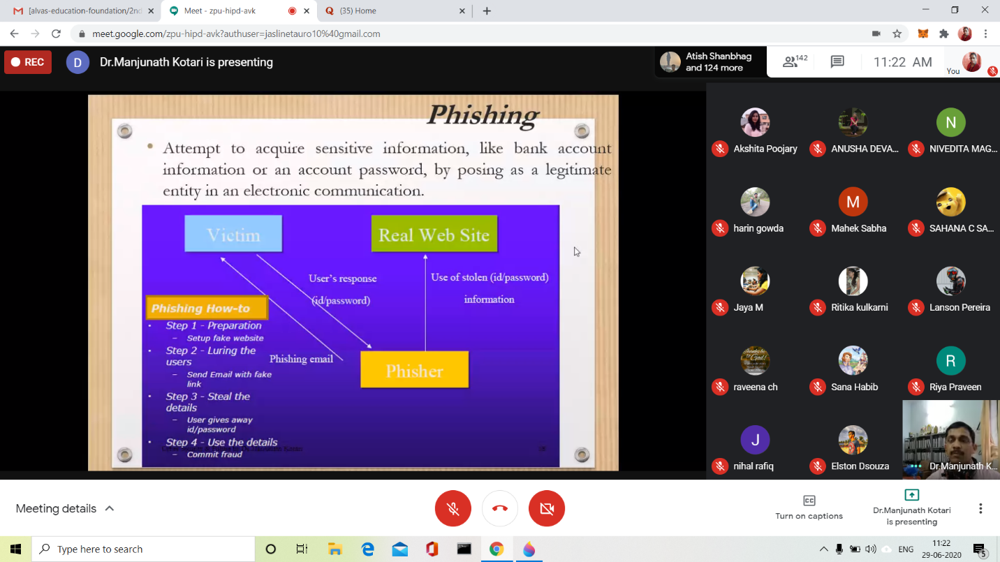 [alvas-education-foundation/2nd
Meet - zpu-hipd-avk
(35) Home
meet.google.com/zpu-hipd-avk?authuser=jaslinetauro10%40gmail.com
REC
D
Dr.Manjunath Kotari is presenting
Atish Shanbhag
and 124 more
142
11:22 AM
You
Phishing
• Attempt to acquire sensitive information, like bank account
information or an account password, by posing as a legitimate
entity in an electronic communication.
Victim
Real Web Site
User's response
(id/password)
Use of stolen (id/password)
information
Phishing How-to
• Step 1 - Preparation
– Setup fake website
• Step 2 - Luring the
users
– Send Email with fake
link
• Step 3 - Steal the
details
– User gives away
id/password
• Step 4 - Use the details
– Commit fraud
Phishing email
Phisher
Akshita Poojary
ANUSHA DEVA...
N
NIVEDITA MAG...
harin gowda
M
Mahek Sabha
SAHANA C SA...
Jaya M
Ritika kulkarni
Lanson Pereira
raveena ch
Sana Habib
R
Riya Praveen
J
nihal rafiq
Elston Dsouza
Dr.Manjunath K...
Meeting details
CC
Turn on captions
Dr.Manjunath Kotari
is presenting
Type here to search
ENG
11:22
29-06-2020
5